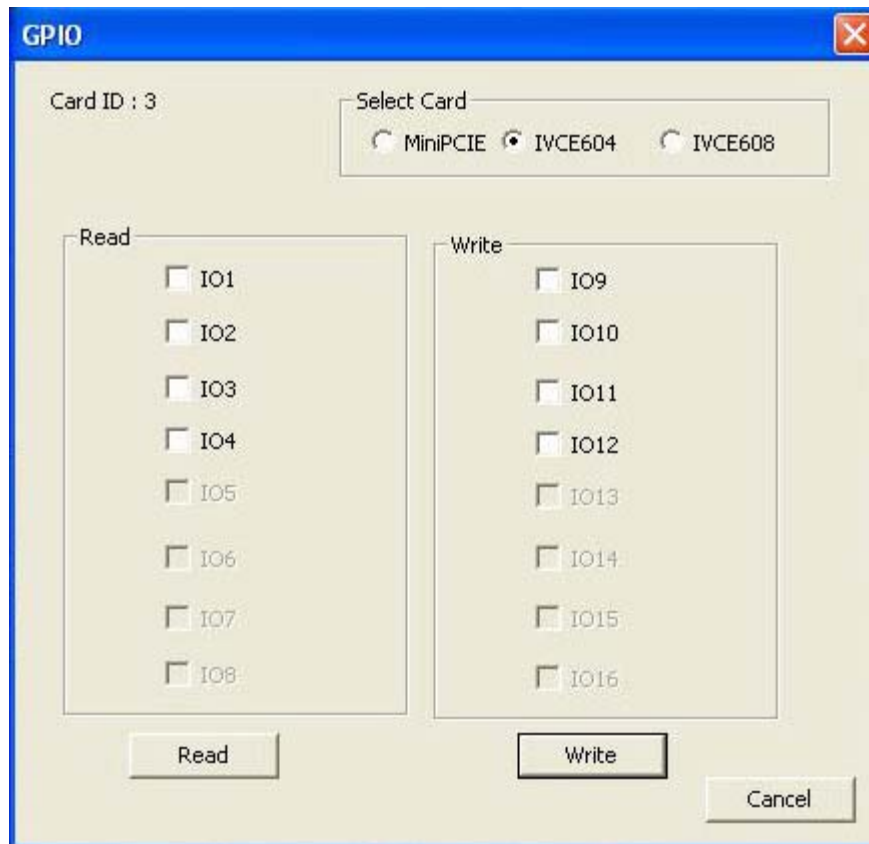 GPIO
Card ID : 3
Select Card
MiniPCIE IVCE604 IVCE608
Read
IO1
IO2
IO3
IO4
IO5
IO6
IO7
IO8
Write
IO9
IO10
IO11
IO12
IO13
IO14
IO15
IO16
Read
Write
Cancel